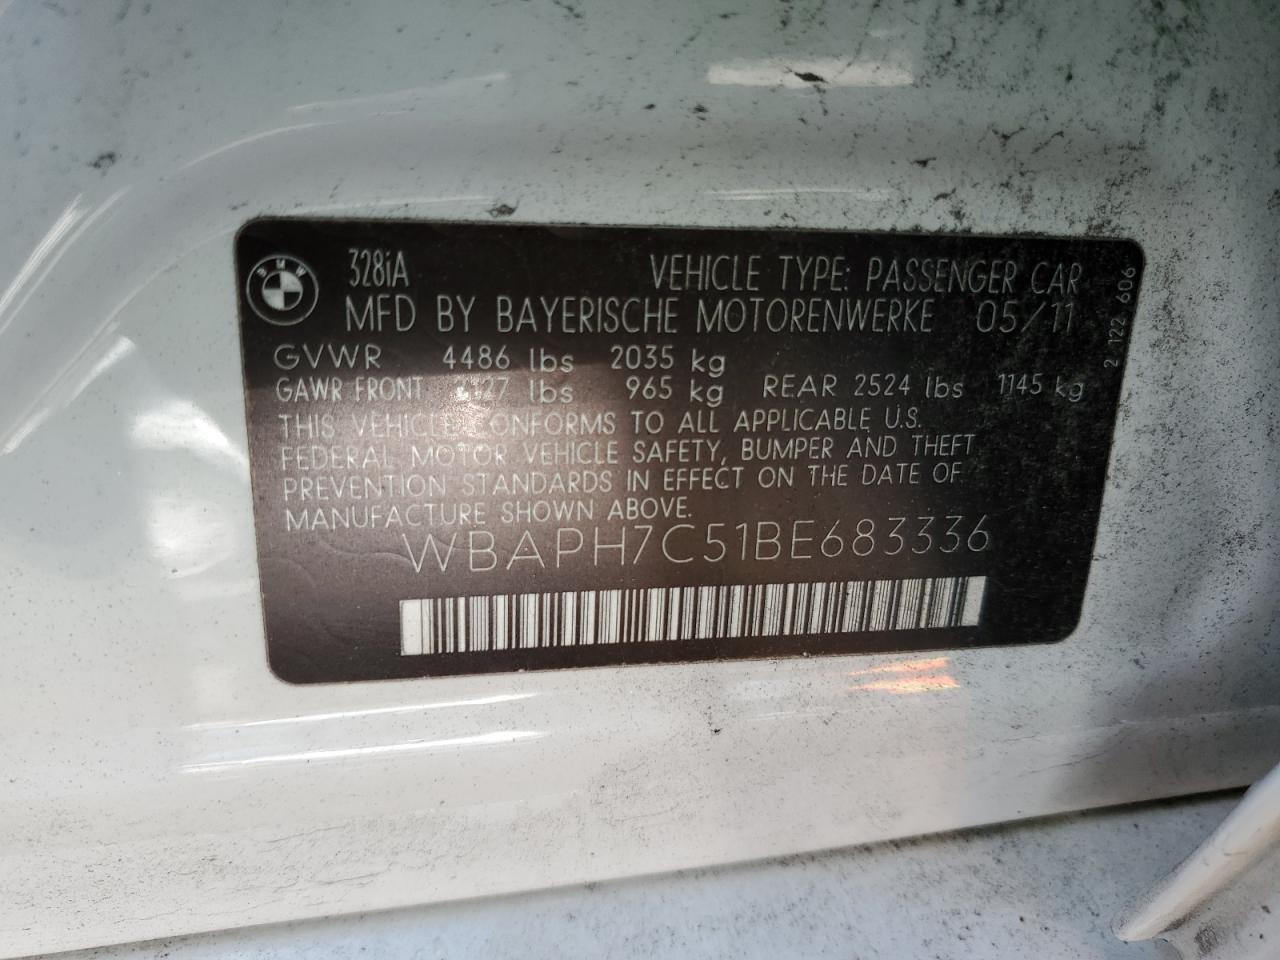 BMW
328iA
VEHICLE TYPE: PASSENGER CAR
MFD BY BAYERISCHE MOTORENWERKE 05/11
GVWR 4486 lbs 2035 kg
GAWR FRONT lbs 965 kg REAR 2524 lbs 1145 kg
THIS VEHICLE CONFORMS TO ALL APPLICABLE U.S.
FEDERAL MOTOR VEHICLE SAFETY, BUMPER AND THEFT
PREVENTION STANDARDS IN EFFECT ON THE DATE OF
MANUFACTURE SHOWN ABOVE.
WBAPH7C51BE683336
2 122 606